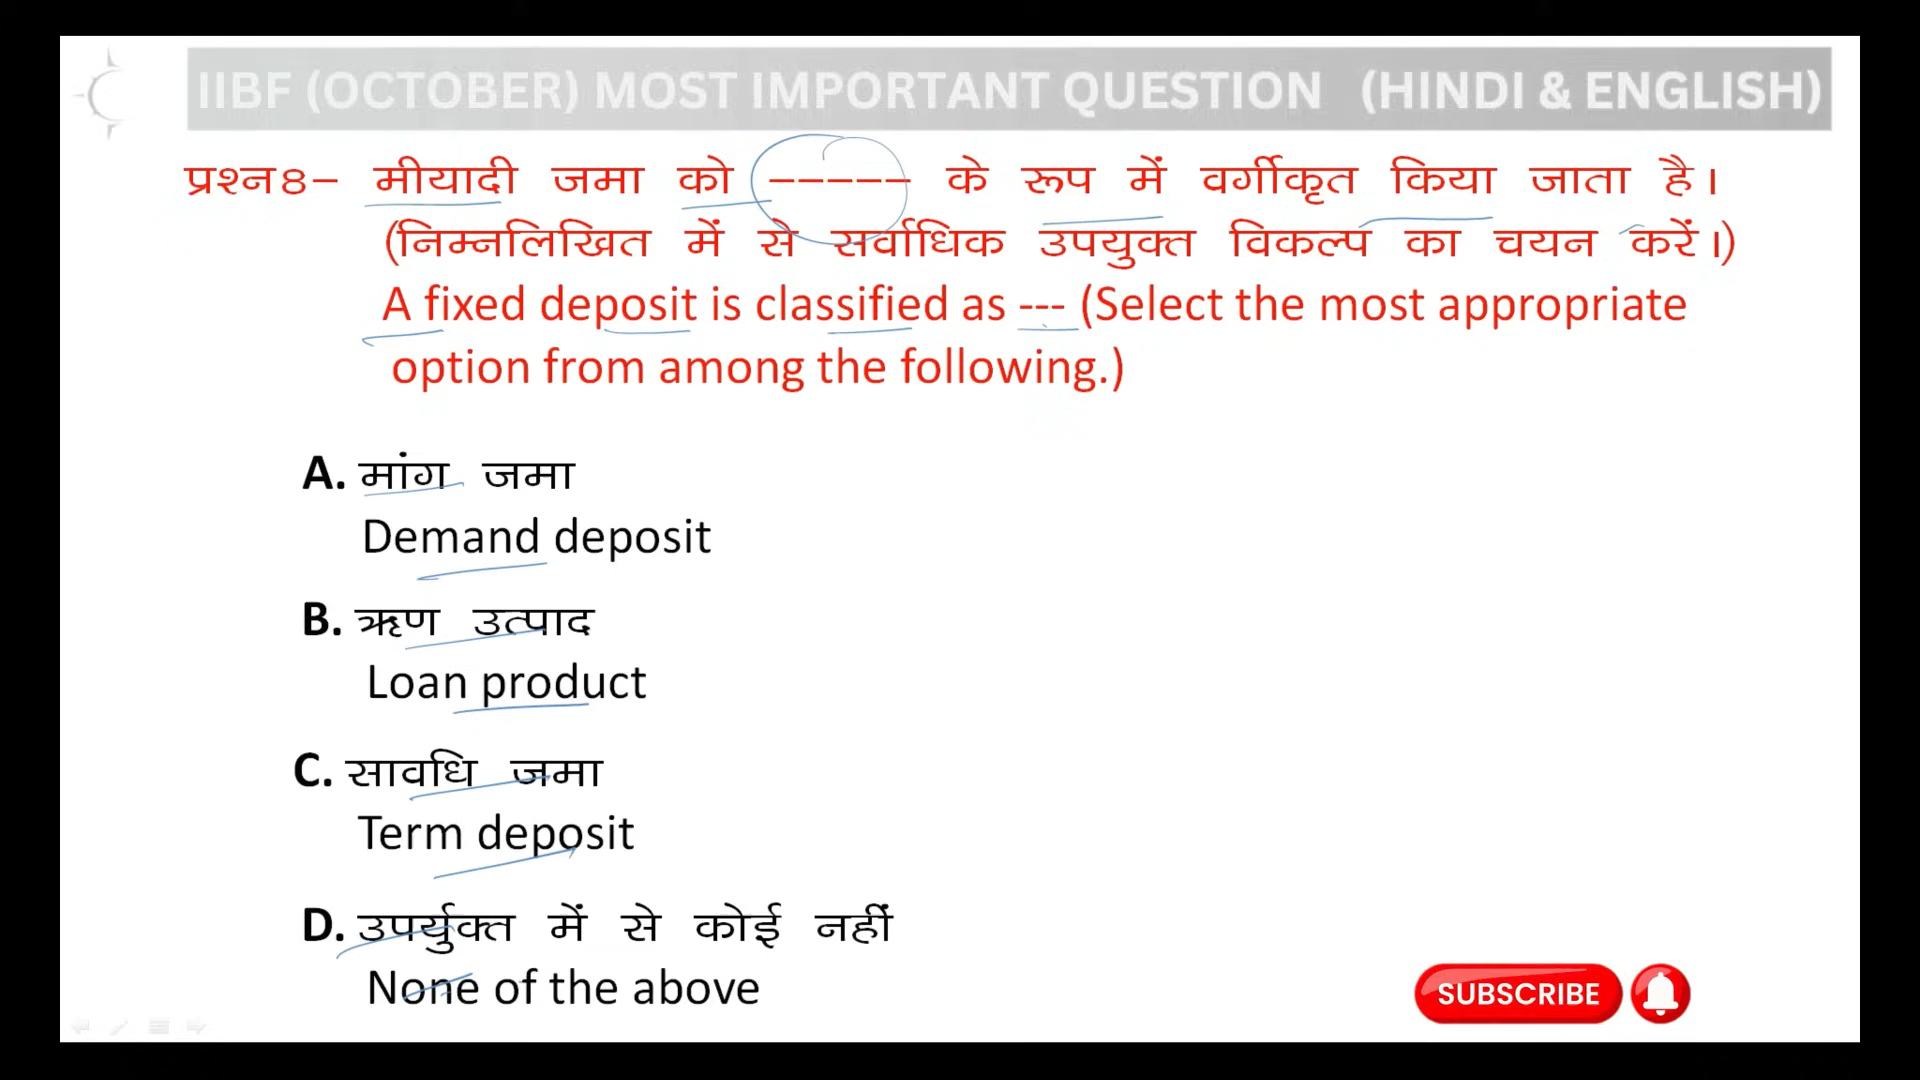 IIBF (OCTOBER) MOST IMPORTANT QUESTION (HINDI & ENGLISH)
प्रश्न8– मीयादी जमा को ––––– के रूप में वर्गीकृत किया जाता है।
(निम्नलिखित में से सर्वाधिक उपयुक्त विकल्प का चयन करें।)
A fixed deposit is classified as --- (Select the most appropriate
option from among the following.)
A. मांग जमा
Demand deposit
B. ऋण उत्पाद
Loan product
C. सावधि जमा
Term deposit
D. उपर्युक्त में से कोई नहीं
None of the above
SUBSCRIBE